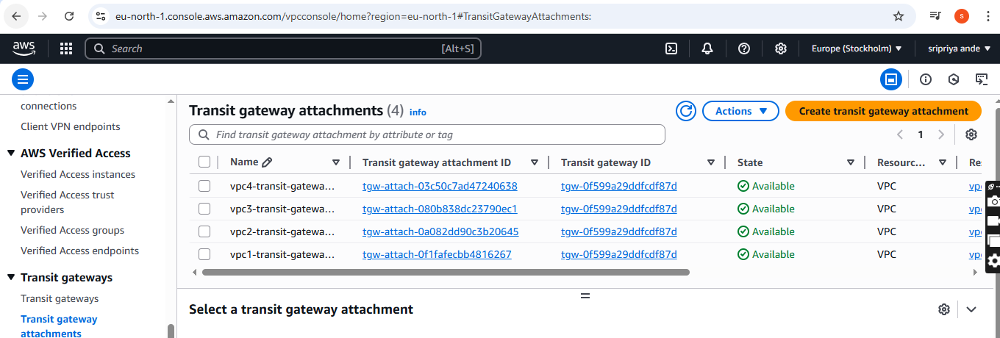 eu-north-1.console.aws.amazon.com/vpcconsole/home?region=eu-north-1#TransitGatewayAttachments:
s
aws Search [Alt+S] Europe (Stockholm) sripriya ande
connections
Client VPN endpoints
AWS Verified Access
Verified Access instances
Verified Access trust
providers
Verified Access groups
Verified Access endpoints
Transit gateways
Transit gateways
Transit gateway
attachments
Transit gateway attachments (4) info Actions Create transit gateway attachment
Find transit gateway attachment by attribute or tag 1
Name Transit gateway attachment ID Transit gateway ID State Resourc... Re
vpc4-transit-gatewa... tgw-attach-03c50c7ad47240638 tgw-0f599a29ddfcdf87d Available VPC vpc
vpc3-transit-gatewa... tgw-attach-080b838dc23790ec1 tgw-0f599a29ddfcdf87d Available VPC vpc
vpc2-transit-gatewa... tgw-attach-0a082dd90c3b20645 tgw-0f599a29ddfcdf87d Available VPC vpc
vpc1-transit-gatewa... tgw-attach-0f1fafecbb4816267 tgw-0f599a29ddfcdf87d Available VPC vpc
Select a transit gateway attachment